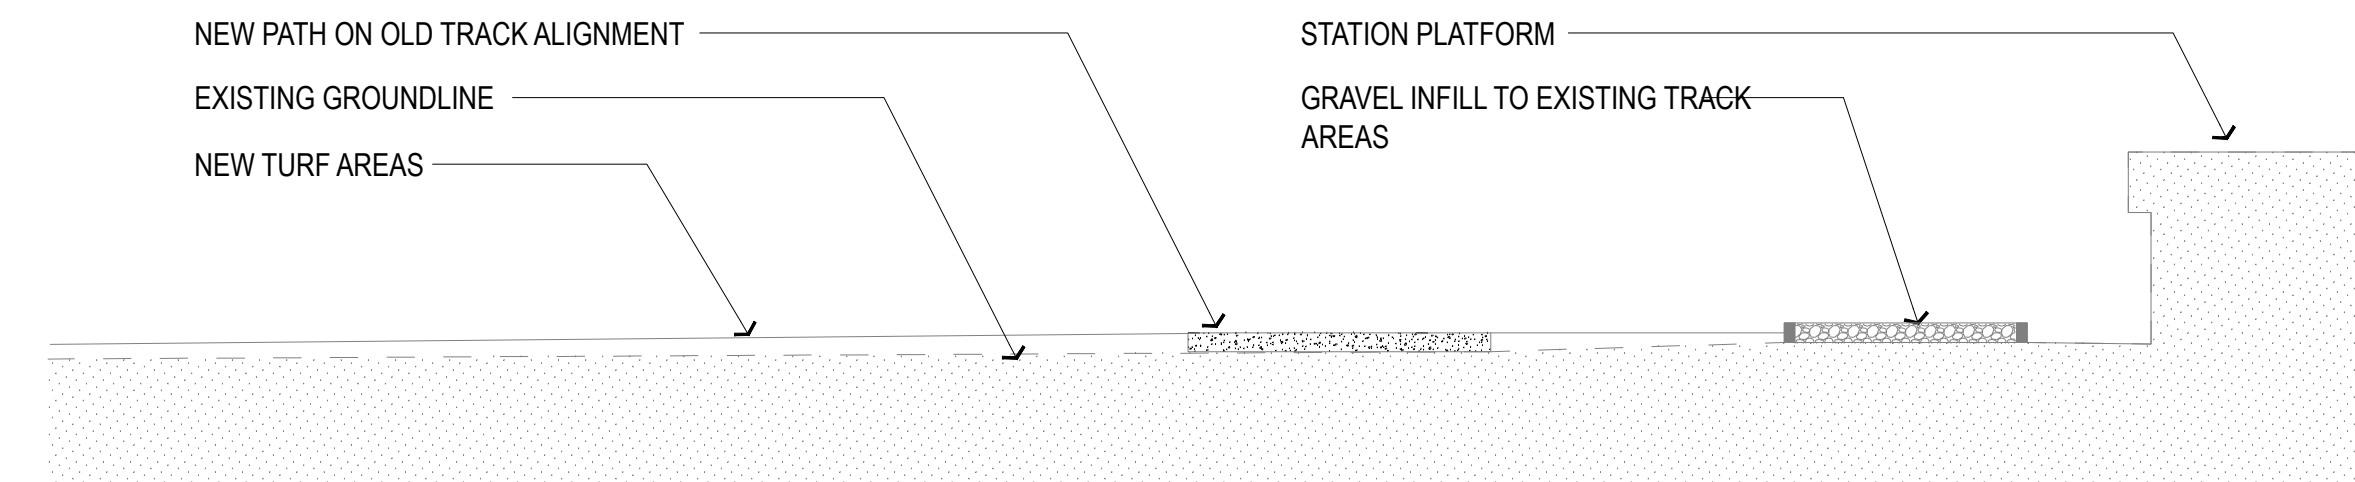 NEW PATH ON OLD TRACK ALIGNMENT
EXISTING GROUNDLINE
NEW TURF AREAS
STATION PLATFORM
GRAVEL INFILL TO EXISTING TRACK
AREAS